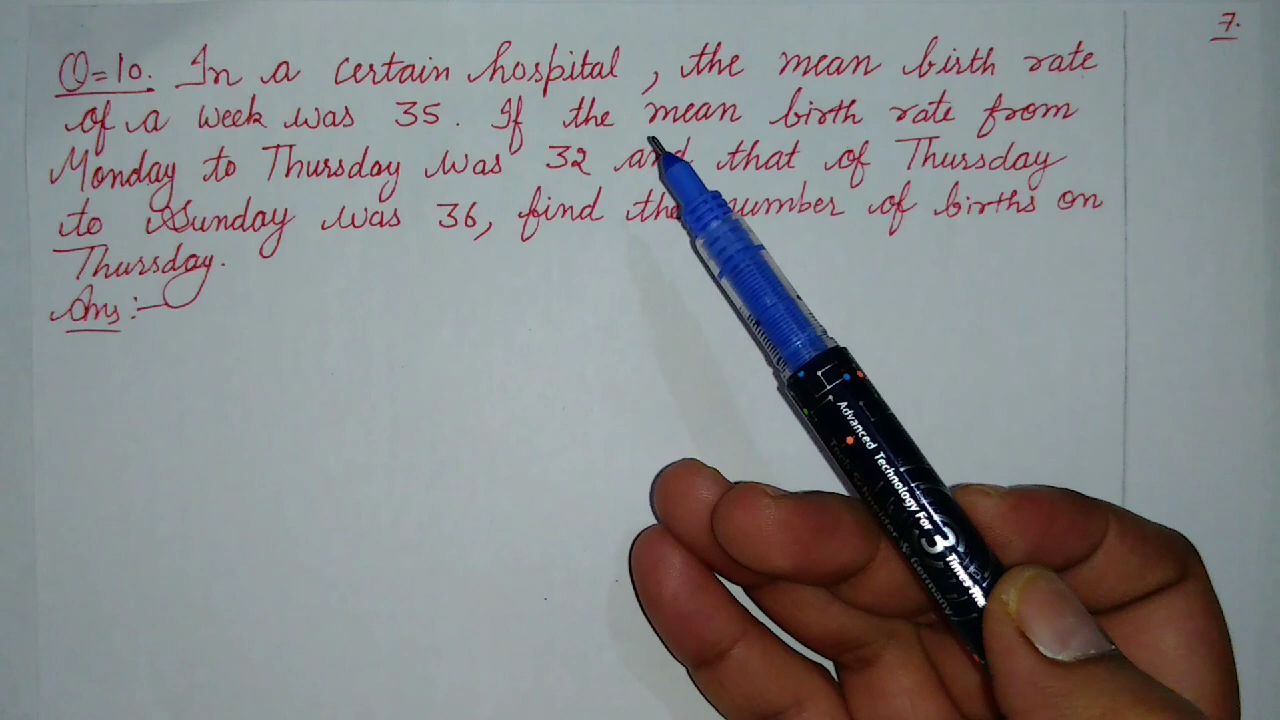 7.
Q=10. In a certain hospital, the mean birth rate
of a week was 35. If the mean birth rate from
Monday to Thursday was 32 and that of Thursday
to Sunday was 36, find the number of births on
Thursday.
Ans:-
Advanced Technology For 3 Times
Germany